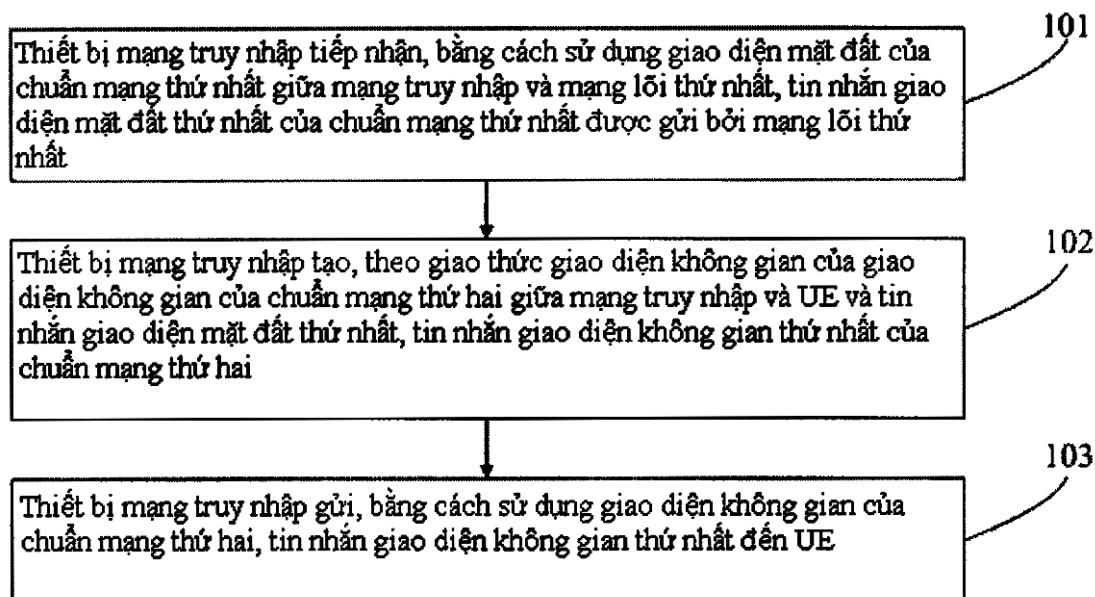 101
Thiết bị mạng truy nhập tiếp nhận, bằng cách sử dụng giao diện mặt đất của
chuẩn mạng thứ nhất giữa mạng truy nhập và mạng lõi thứ nhất, tin nhắn giao
diện mặt đất thứ nhất của chuẩn mạng thứ nhất được gửi bởi mạng lõi thứ
nhất
102
Thiết bị mạng truy nhập tạo, theo giao thức giao diện không gian của giao
diện không gian của chuẩn mạng thứ hai giữa mạng truy nhập và UE và tin
nhắn giao diện mặt đất thứ nhất, tin nhắn giao diện không gian thứ nhất của
chuẩn mạng thứ hai
103
Thiết bị mạng truy nhập gửi, bằng cách sử dụng giao diện không gian của
chuẩn mạng thứ hai, tin nhắn giao diện không gian thứ nhất đến UE